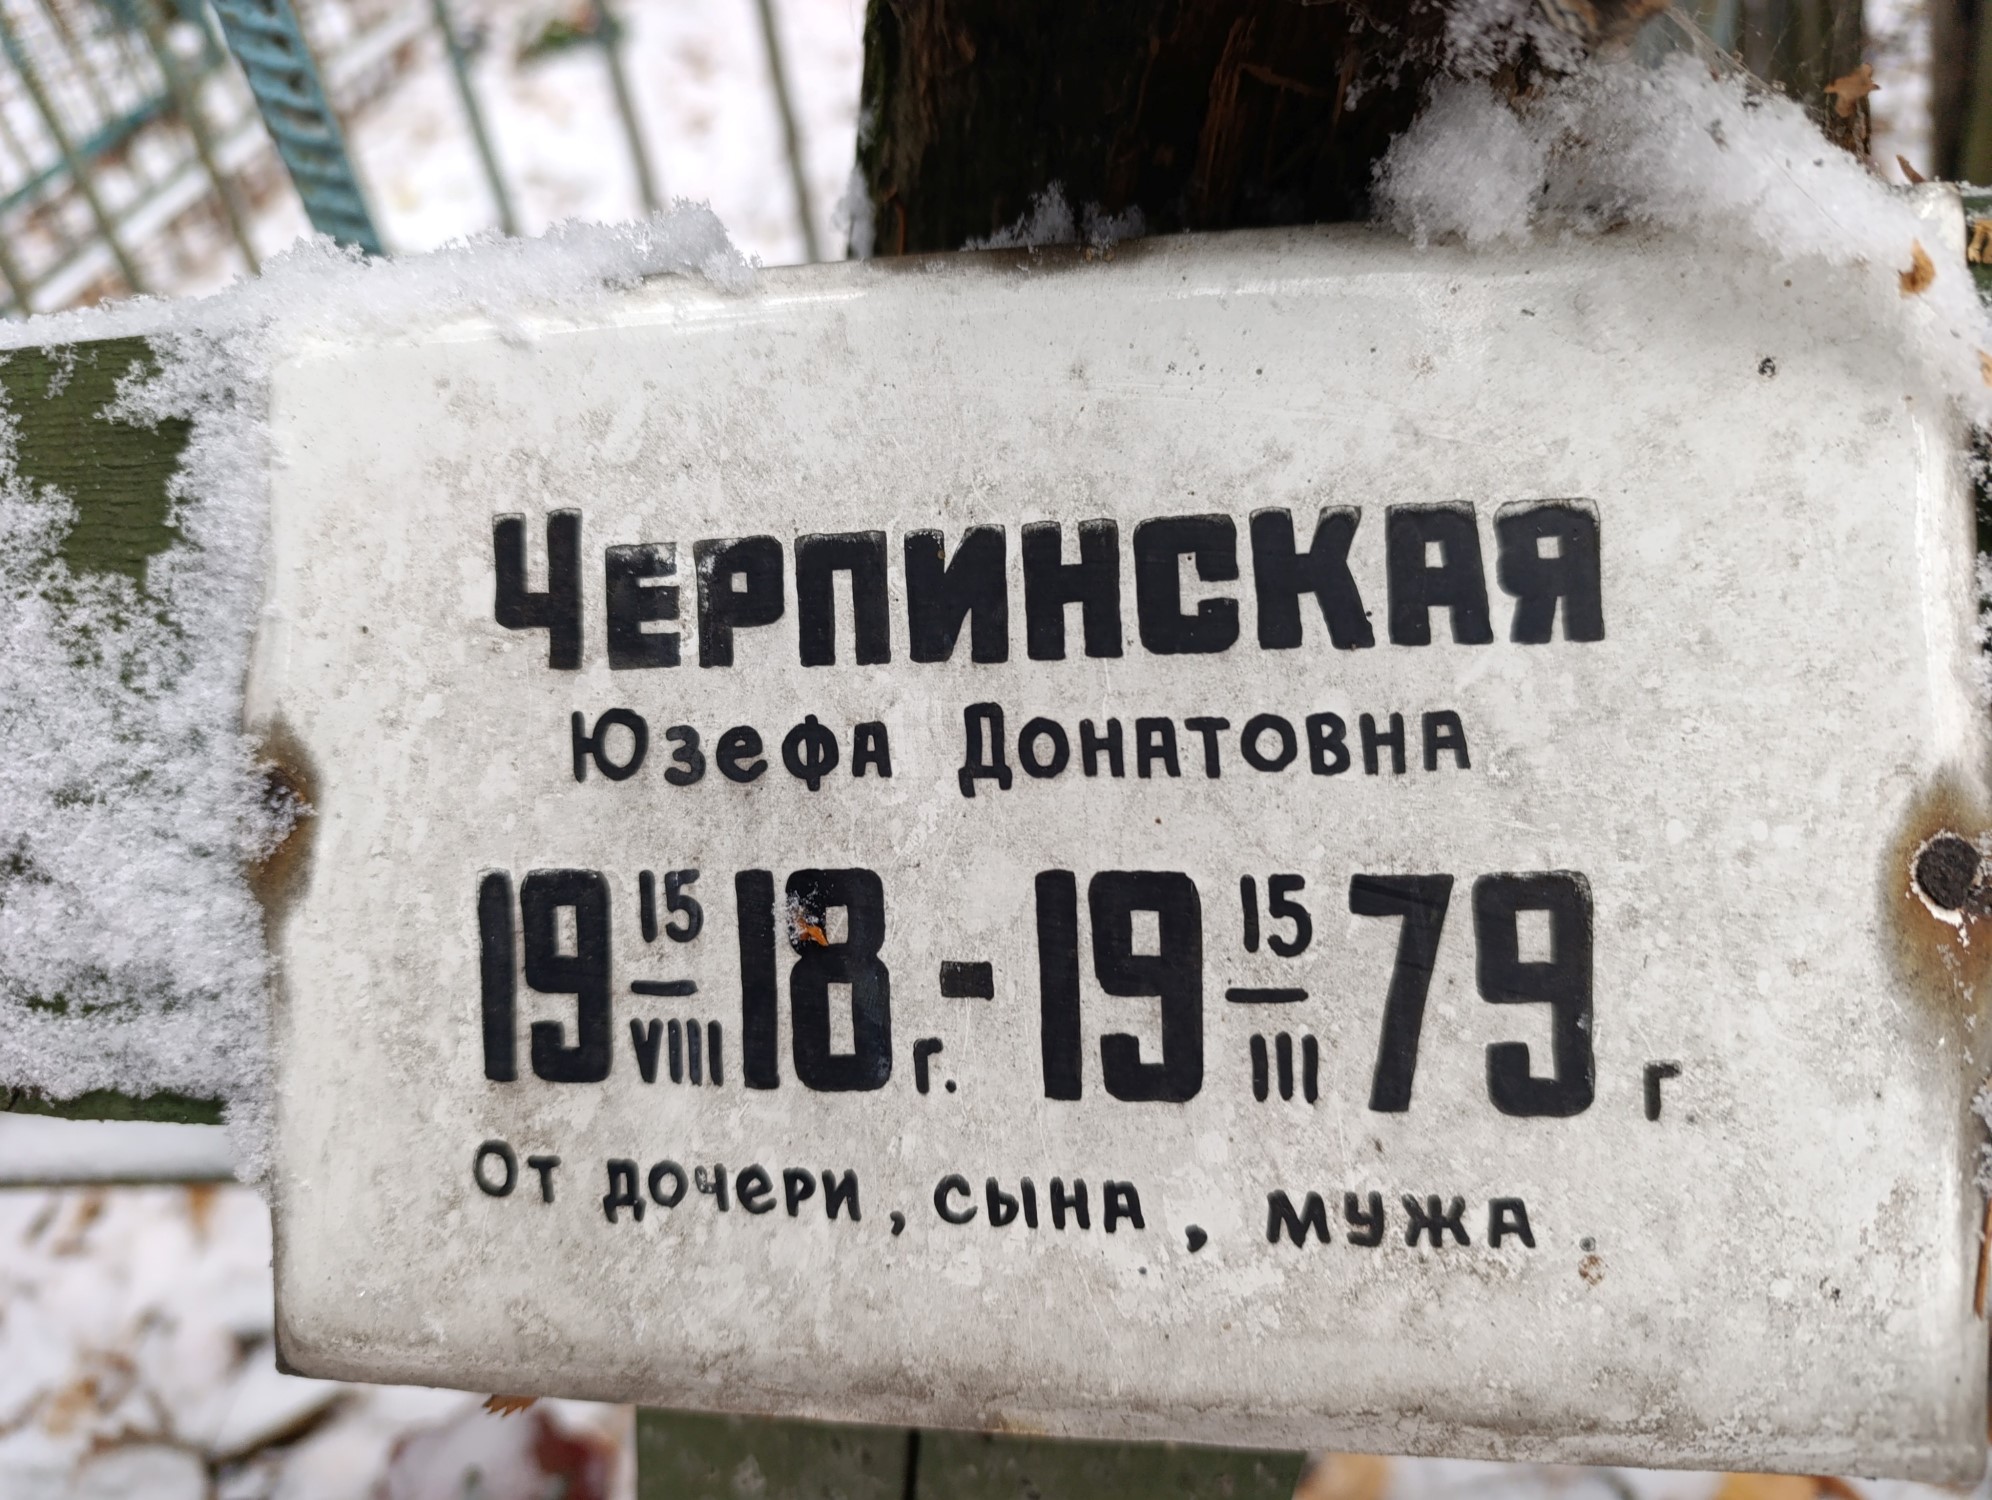 ЧЕРПИНСКАЯ
ЮЗЕФА ДОНАТОВНА
19 15/VIII 18 г. - 19 15/III 79 г
От дочери, сына, мужа.